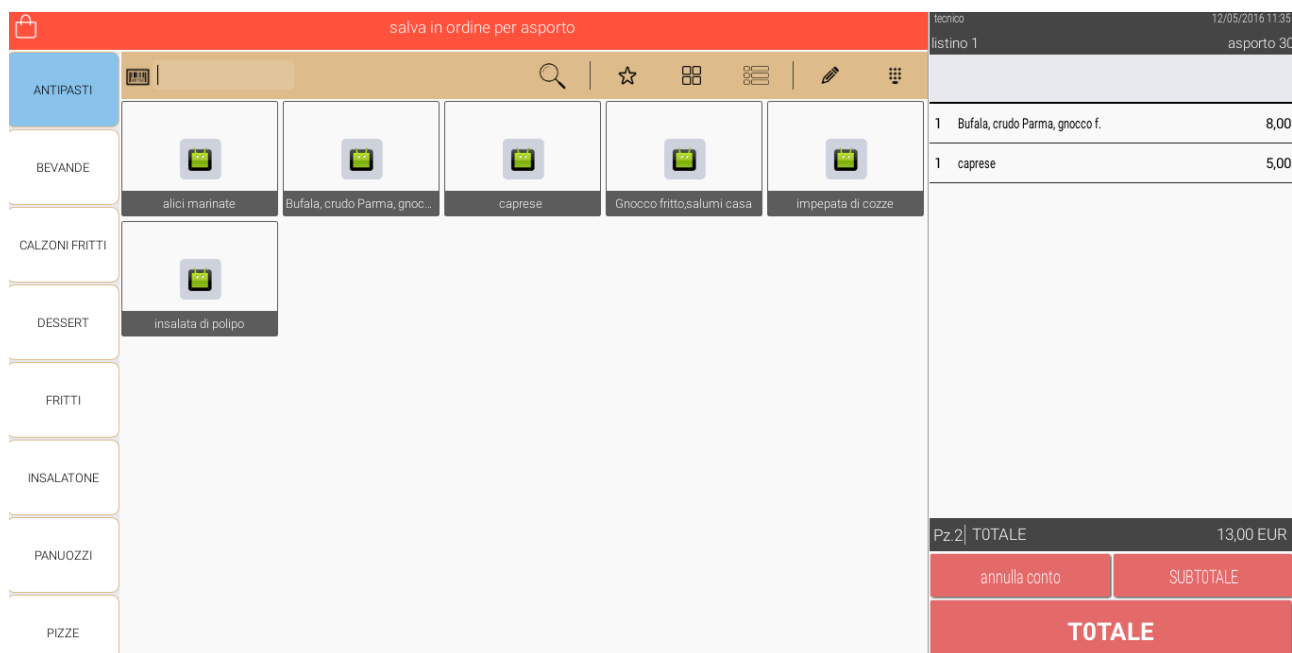 salva in ordine per asporto
tecnico 12/05/2016 11:35
listino 1 asporto 30
ANTIPASTI
BEVANDE
CALZONI FRITTI
DESSERT
FRITTI
INSALATONE
PANUOZZI
PIZZE
alici marinate
Bufala, crudo Parma, gnoc...
caprese
Gnocco fritto,salumi casa
impepata di cozze
insalata di polipo
1 Bufala, crudo Parma, gnocco f. 8,00
1 caprese 5,00
Pz.2| TOTALE 13,00 EUR
annulla conto
SUBTOTALE
TOTALE